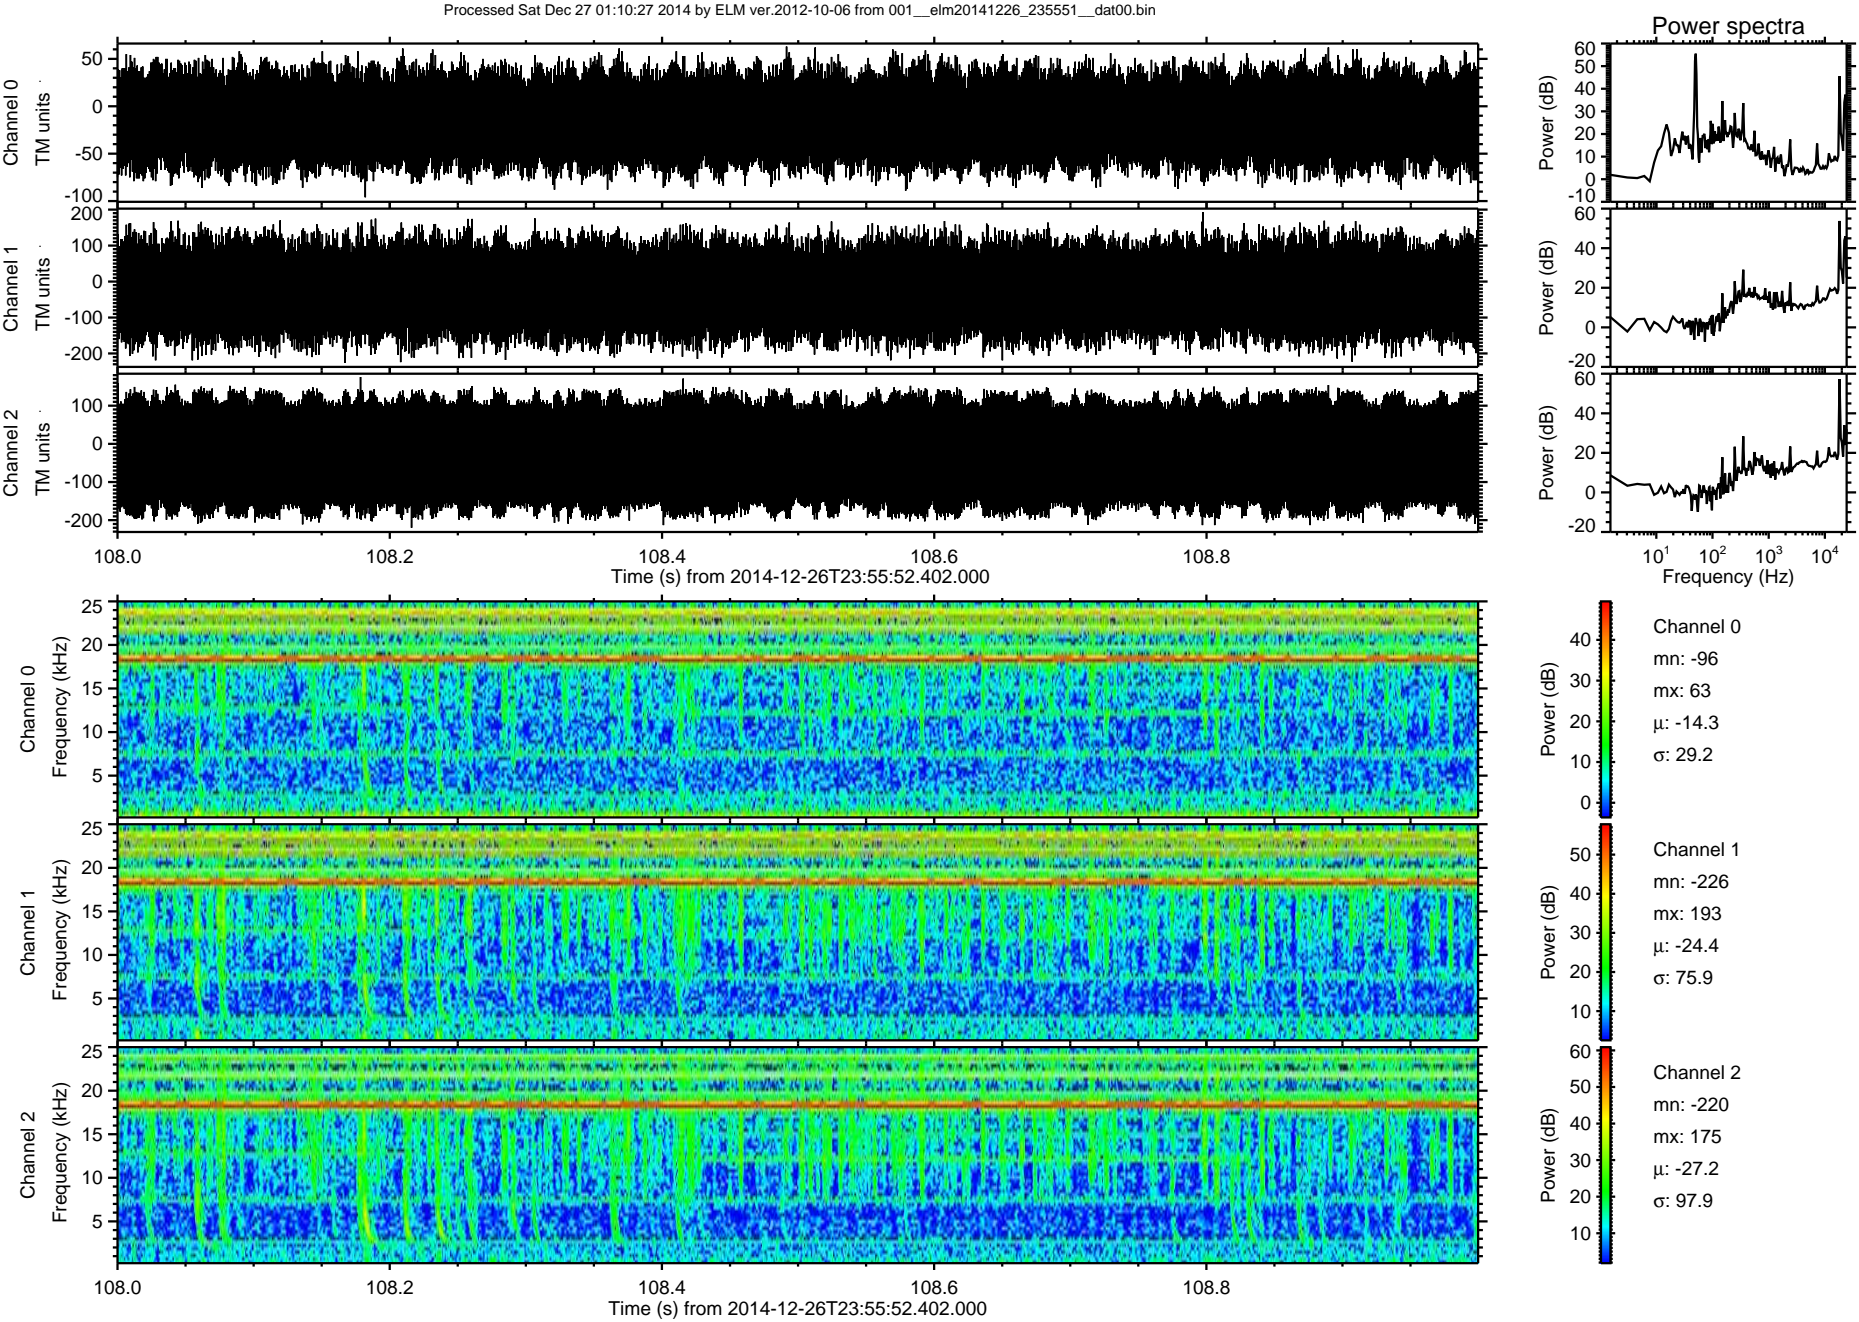 Processed Sat Dec 27 01:10:27 2014 by ELM ver.2012-10-06 from 001__elm20141226_235551__dat00.bin
Power spectra
Channel 0
TM units
50
0
-50
-100
Power (dB)
60
50
40
30
20
10
0
-10
Channel 1
TM units
200
100
0
-100
-200
Power (dB)
60
40
20
0
-20
Channel 2
TM units
100
0
-100
-200
Power (dB)
60
40
20
0
-20
108.0 108.2 108.4 108.6 108.8
Time (s) from 2014-12-26T23:55:52.402.000
10^1 10^2 10^3 10^4
Frequency (Hz)
Channel 0
Frequency (kHz)
25
20
15
10
5
Power (dB)
40
30
20
10
0
Channel 0
mn: -96
mx: 63
μ: -14.3
σ: 29.2
Channel 1
Frequency (kHz)
25
20
15
10
5
Power (dB)
50
40
30
20
10
Channel 1
mn: -226
mx: 193
μ: -24.4
σ: 75.9
Channel 2
Frequency (kHz)
25
20
15
10
5
Power (dB)
60
50
40
30
20
10
Channel 2
mn: -220
mx: 175
μ: -27.2
σ: 97.9
108.0 108.2 108.4 108.6 108.8
Time (s) from 2014-12-26T23:55:52.402.000